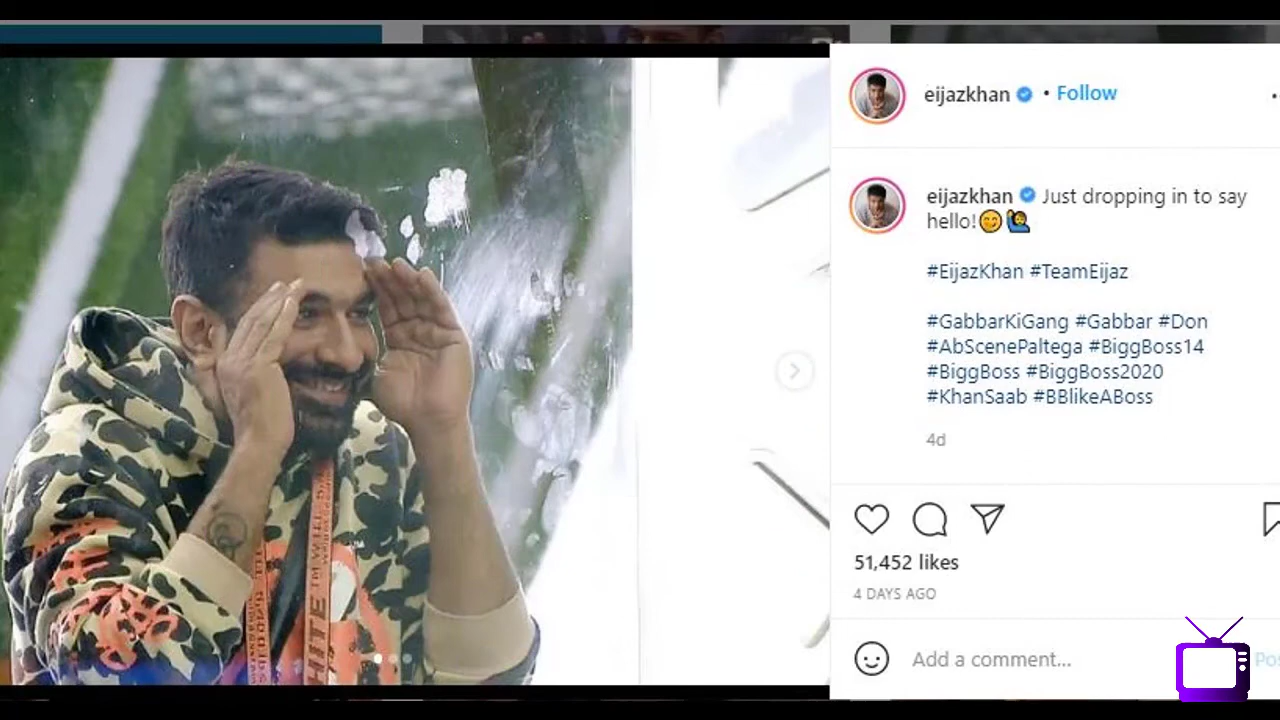 eijazkhan • Follow
eijazkhan Just dropping in to say
hello!😊🙋‍♂️
#EijazKhan #TeamEijaz
#GabbarKiGang #Gabbar #Don
#AbScenePaltega #BiggBoss14
#BiggBoss #BiggBoss2020
#KhanSaab #BBlikeABoss
4d
51,452 likes
4 DAYS AGO
Add a comment...